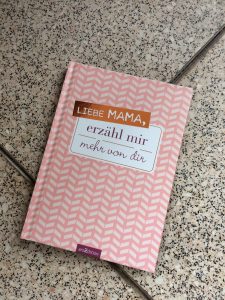 LIEBE MAMA,
erzähl mir
mehr von dir